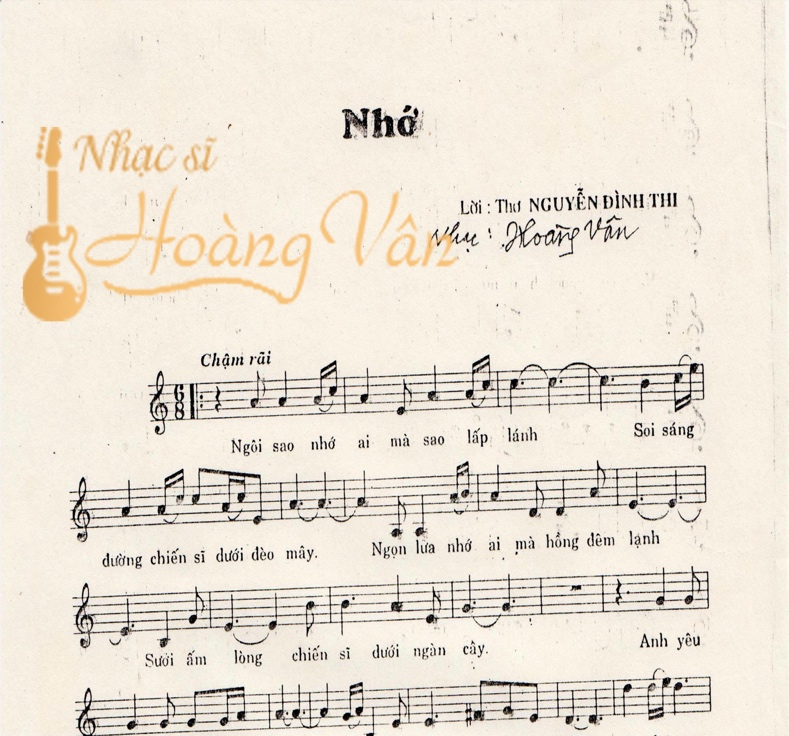 Nhớ
Nhạc sĩ
Hoàng Vân
Lời : Thơ NGUYỄN ĐÌNH THI
Nhạc : Hoàng Vân
Chậm rãi
6
8
Ngôi sao nhớ ai mà sao lấp lánh Soi sáng
đường chiến sĩ dưới đèo mây. Ngọn lửa nhớ ai mà hồng đêm lạnh
Sưởi ấm lòng chiến sĩ dưới ngàn cây. Anh yêu